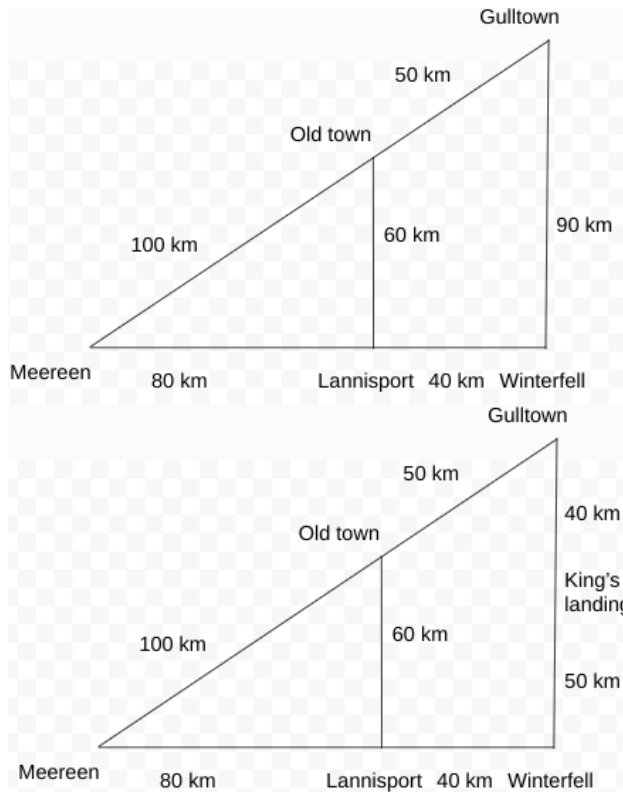 Gulltown
50 km
Old town
100 km
60 km
90 km
Meereen
80 km
Lannisport
40 km
Winterfell
Gulltown
50 km
40 km
Old town
King's
landing
60 km
100 km
50 km
Meereen
80 km
Lannisport
40 km
Winterfell